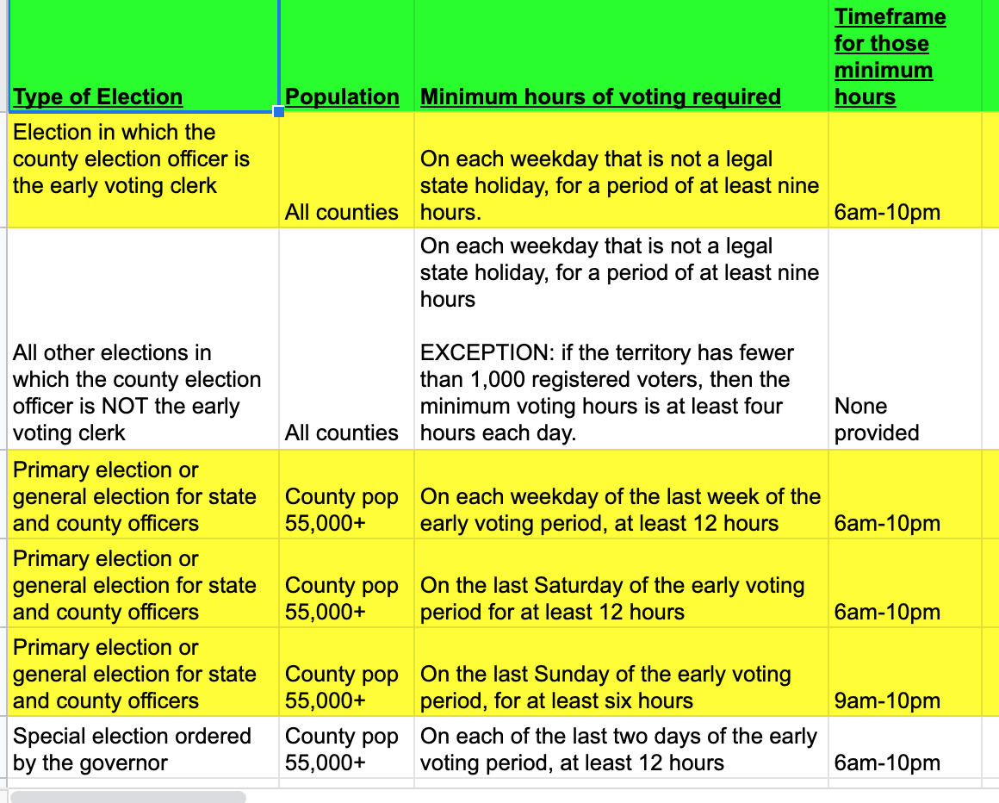 Type of Election
Population
Minimum hours of voting required
Timeframe
for those
minimum
hours
Election in which the
county election officer is
the early voting clerk
All counties
On each weekday that is not a legal
state holiday, for a period of at least nine
hours.
6am-10pm
All other elections in
which the county election
officer is NOT the early
voting clerk
All counties
On each weekday that is not a legal
state holiday, for a period of at least nine
hours
EXCEPTION: if the territory has fewer
than 1,000 registered voters, then the
minimum voting hours is at least four
hours each day.
None
provided
Primary election or
general election for state
and county officers
County pop
55,000+
On each weekday of the last week of the
early voting period, at least 12 hours
6am-10pm
Primary election or
general election for state
and county officers
County pop
55,000+
On the last Saturday of the early voting
period for at least 12 hours
6am-10pm
Primary election or
general election for state
and county officers
County pop
55,000+
On the last Sunday of the early voting
period, for at least six hours
9am-10pm
Special election ordered
by the governor
County pop
55,000+
On each of the last two days of the early
voting period, at least 12 hours
6am-10pm